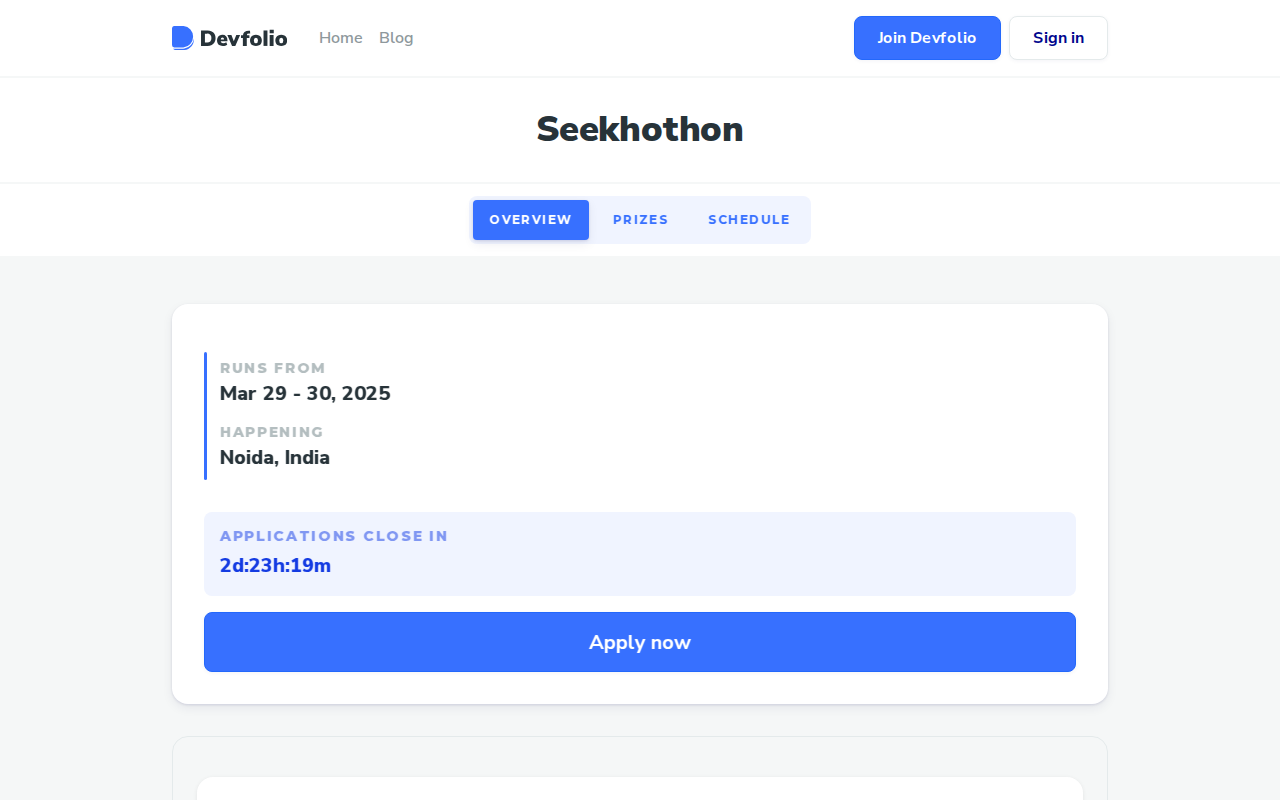 Devfolio Home Blog Join Devfolio Sign in
Seekhothon
OVERVIEW PRIZES SCHEDULE
RUNS FROM
Mar 29 - 30, 2025
HAPPENING
Noida, India
APPLICATIONS CLOSE IN
2d:23h:19m
Apply now